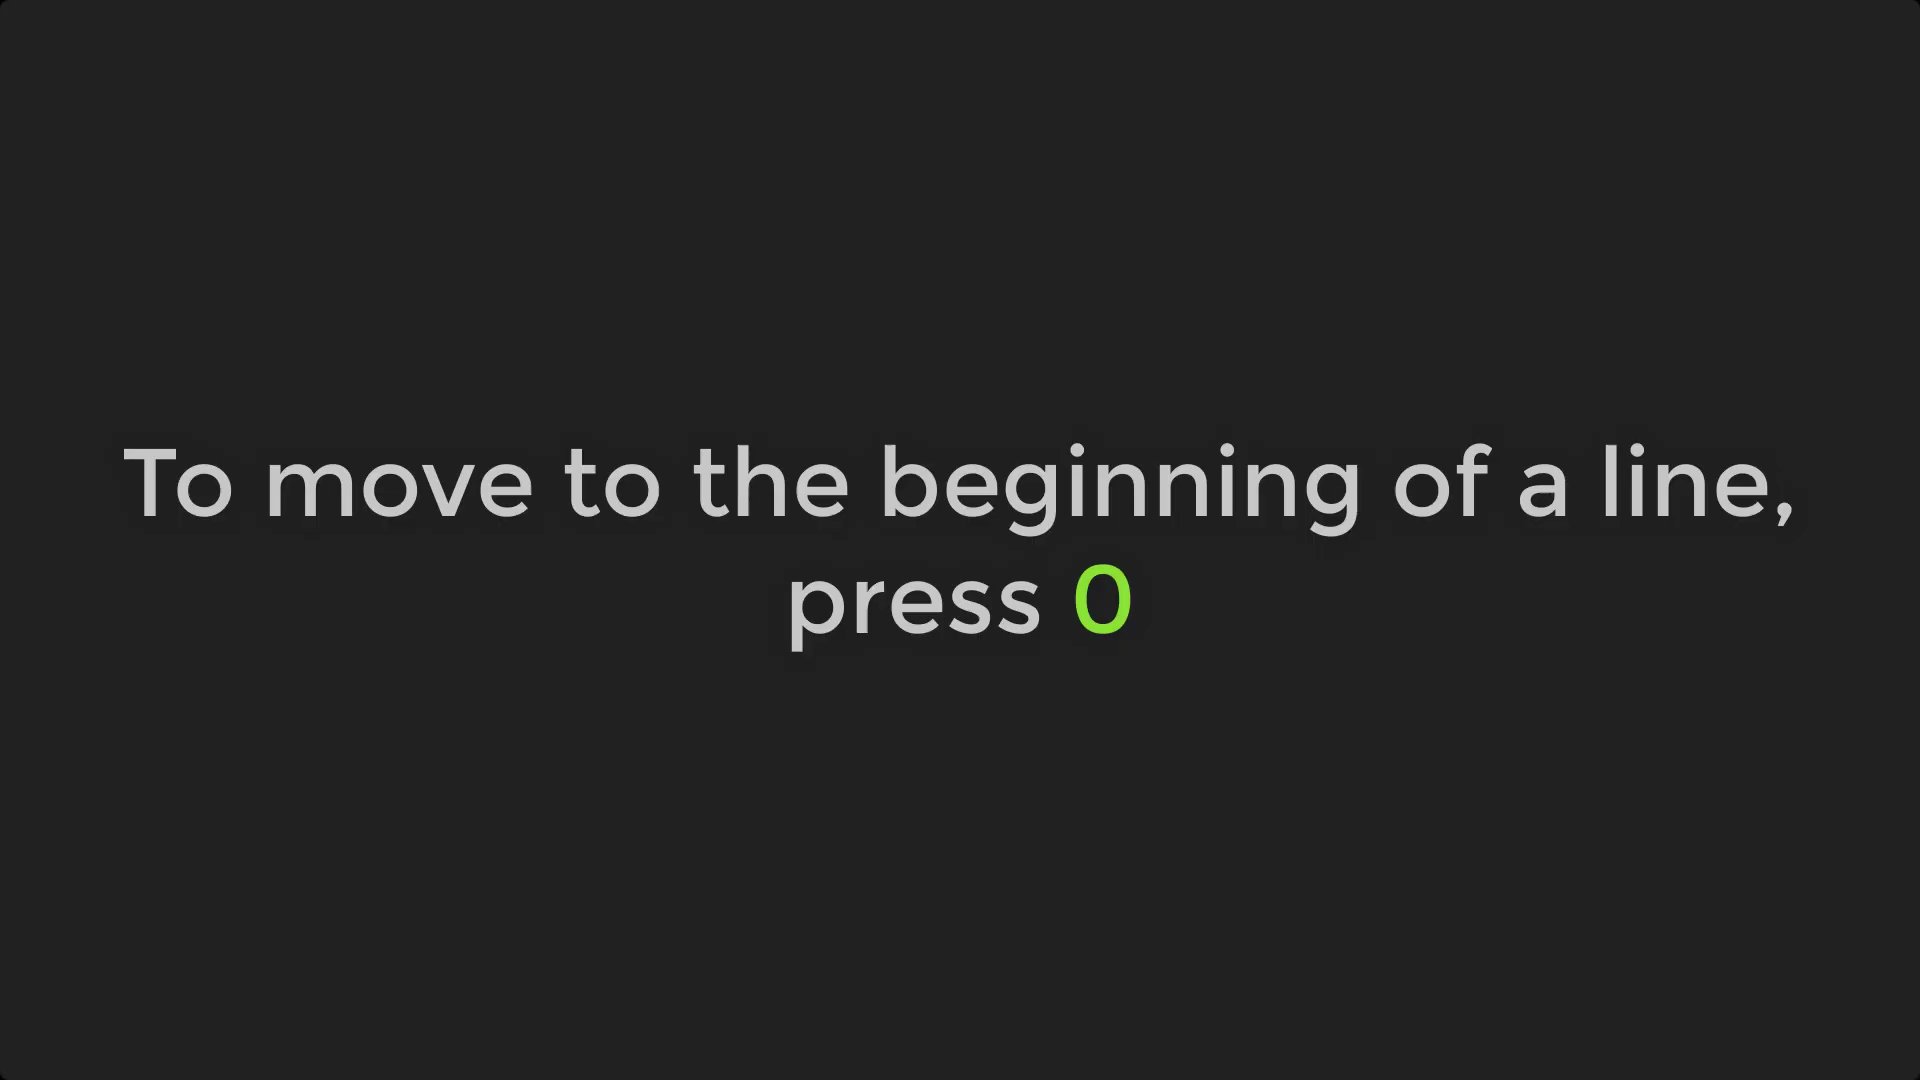 To move to the beginning of a line,
press 0